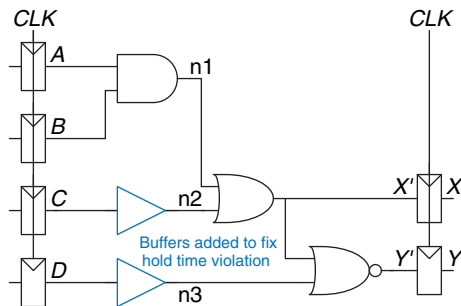 CLK
CLK
A
n1
B
C
n2
X'
X
Buffers added to fix
hold time violation
D
n3
Y'
Y